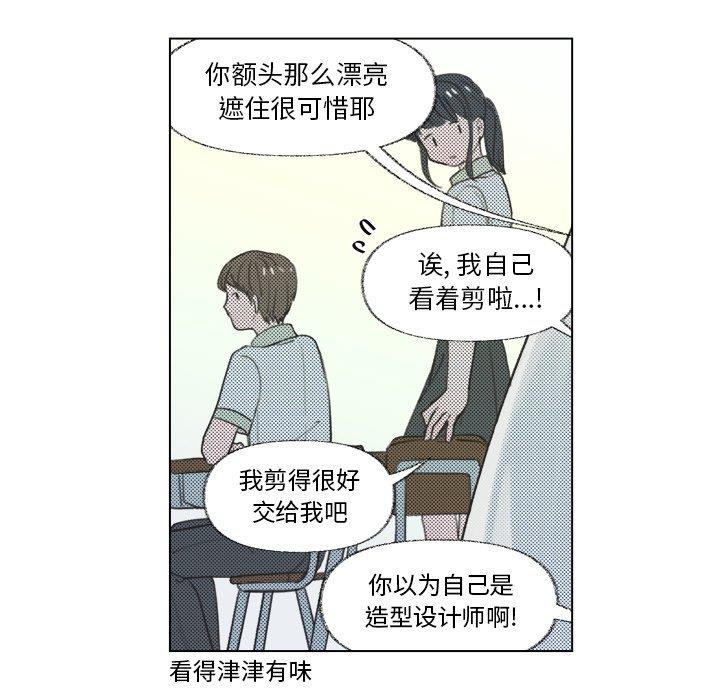 你额头那么漂亮
遮住很可惜耶
诶, 我自己
看着剪啦...!
我剪得很好
交给我吧
你以为自己是
造型设计师啊!
看得津津有味